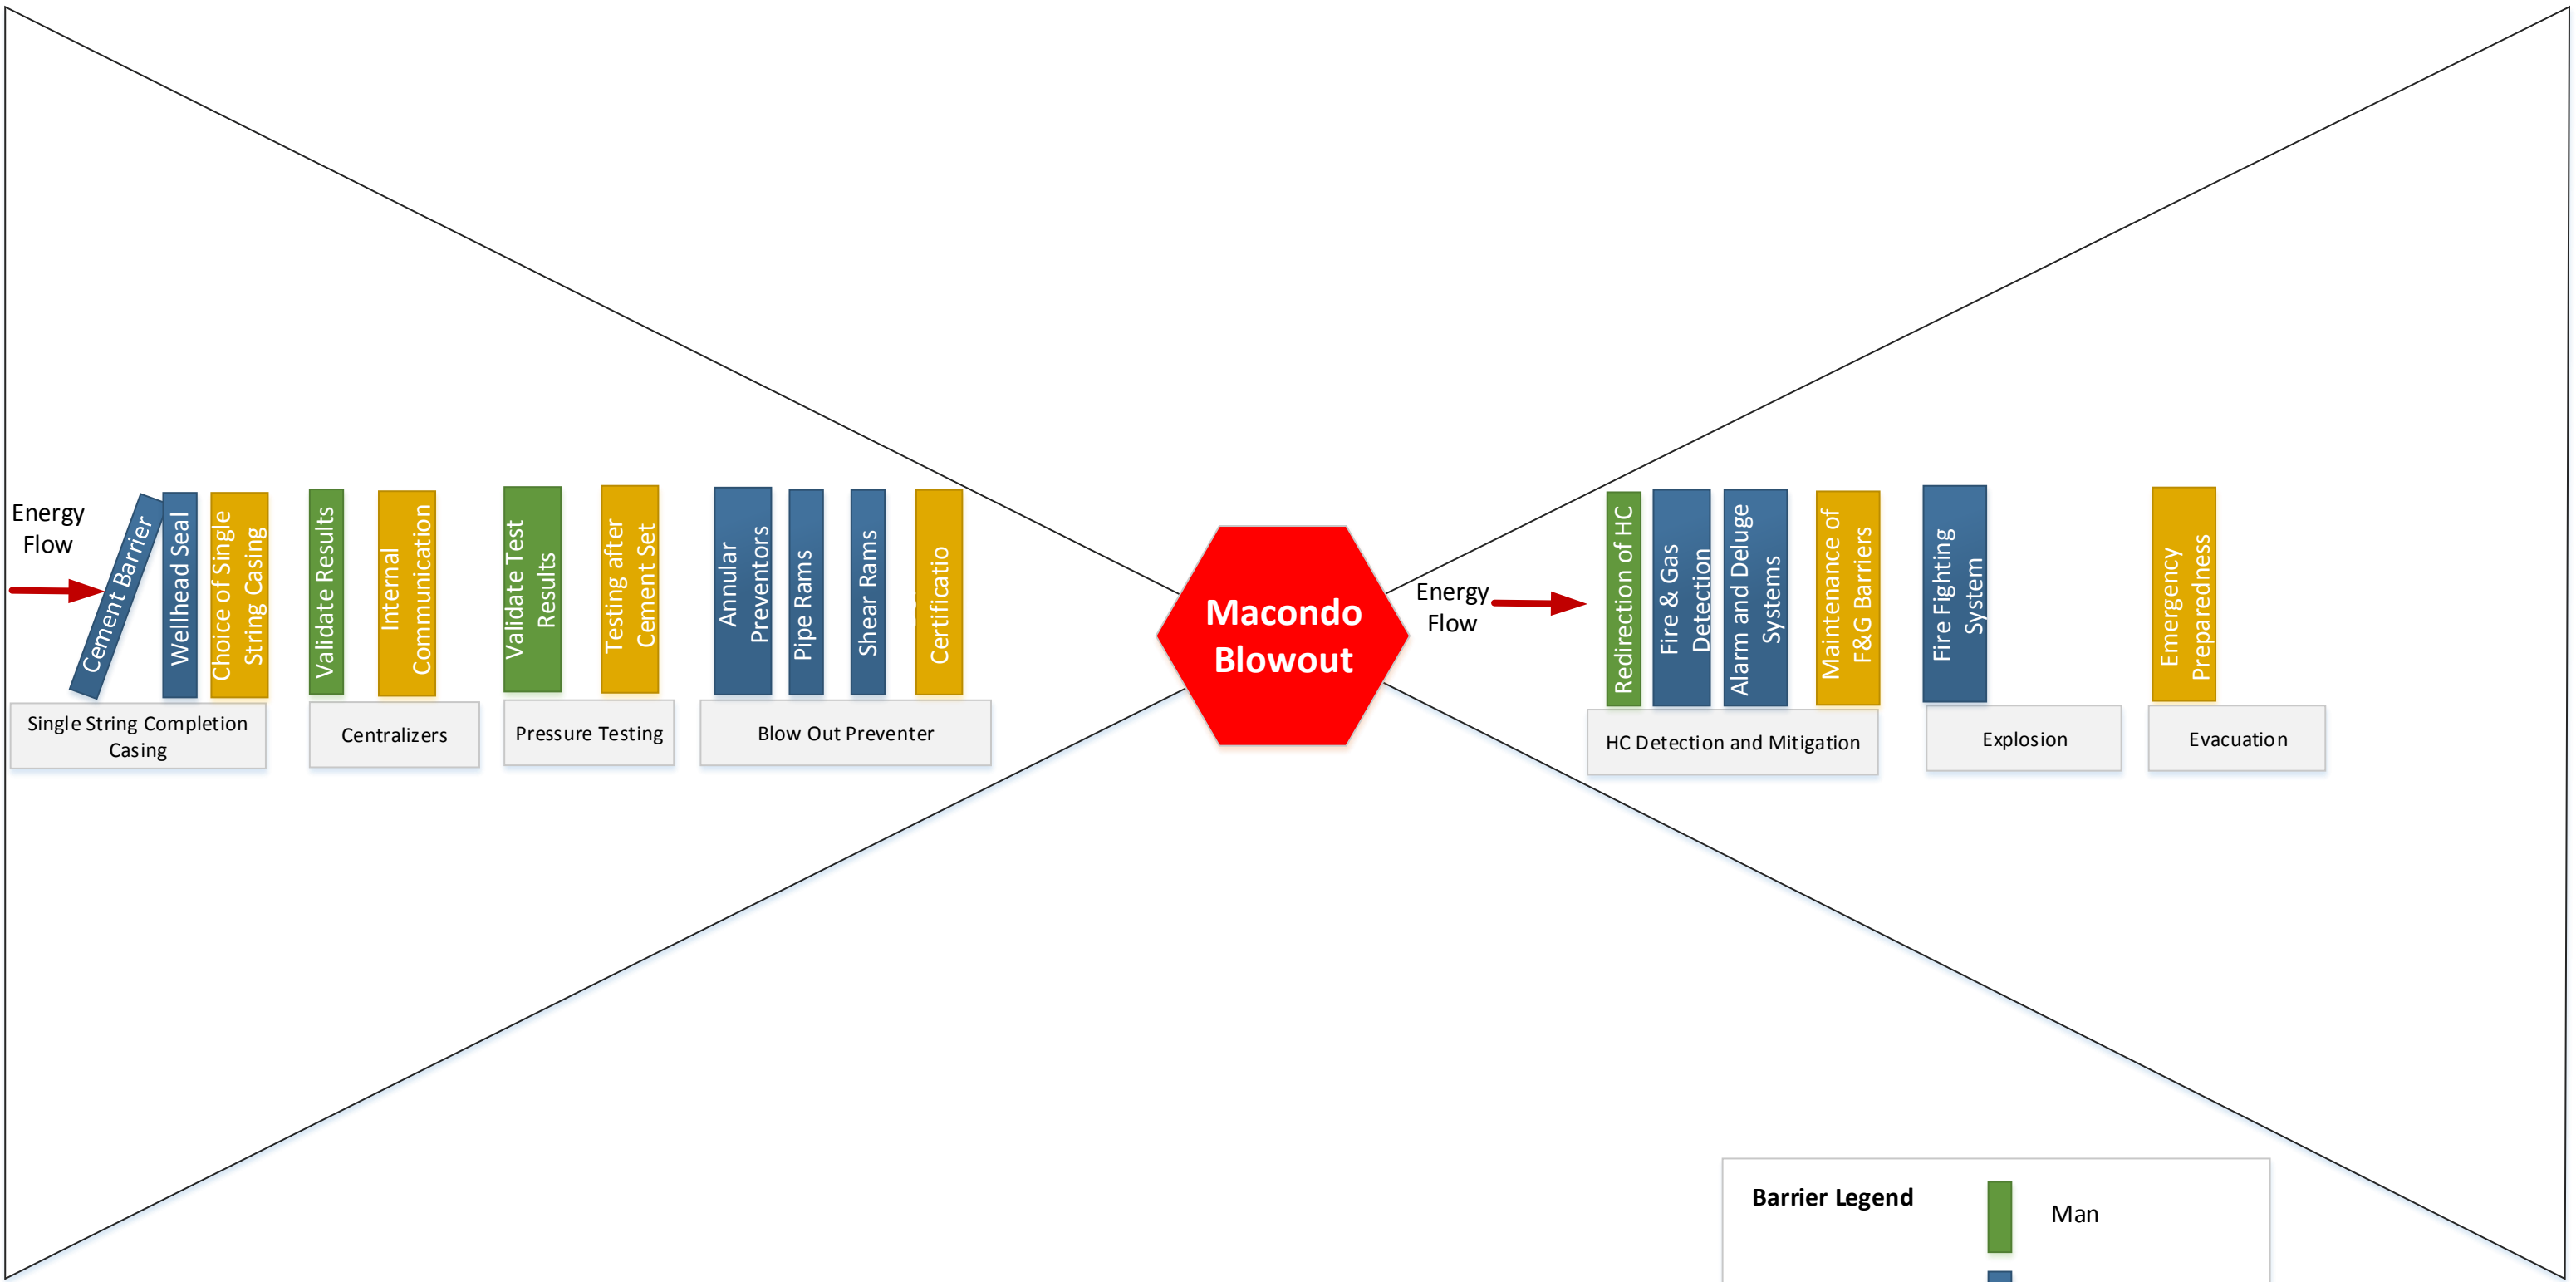 Energy
Flow
Cement Barrier
Wellhead Seal
Choice of Single
String Casing
Single String Completion
Casing
Validate Results
Internal
Communication
Centralizers
Validate Test
Results
Testing after
Cement Set
Pressure Testing
Annular
Preventors
Pipe Rams
Shear Rams
Certificatio
Blow Out Preventer
Macondo
Blowout
Energy
Flow
Redirection of HC
Fire & Gas
Detection
Alarm and Deluge
Systems
Maintenance of
F&G Barriers
HC Detection and Mitigation
Fire Fighting
System
Explosion
Emergency
Preparedness
Evacuation
Barrier Legend
Man